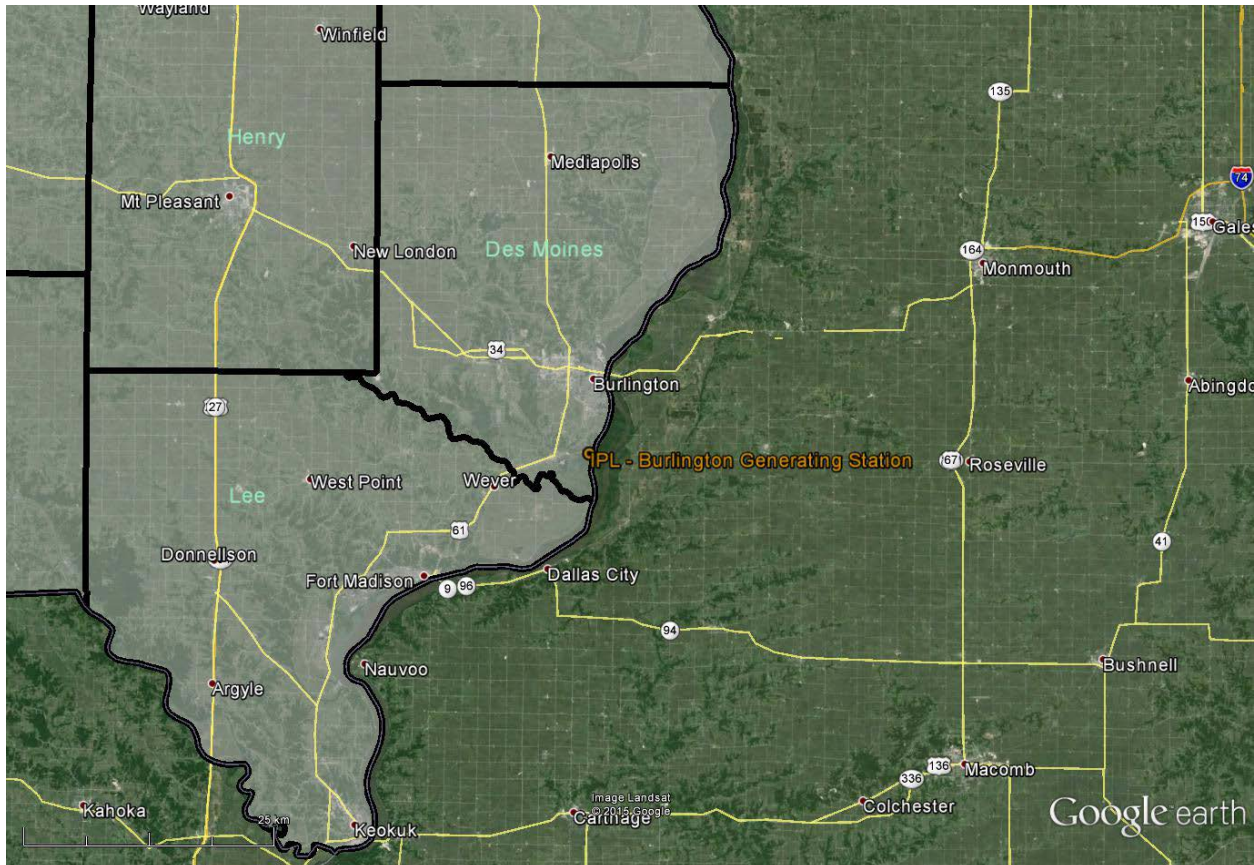 Wayland
Winfield
135
Henry
Mediapolis
74
Mt Pleasant
150
Gales
New London
Des Moines
164
Monmouth
34
Burlington
Abingdo
27
IPL - Burlington Generating Station
67
Roseville
West Point
Wever
Lee
61
41
Donnellson
Fort Madison
9
96
Dallas City
94
Nauvoo
Bushnell
Argyle
136
Macomb
336
Image Landsat
© 2015 Google
Kahoka
25 km
Keokuk
Carthage
Colchester
Google earth